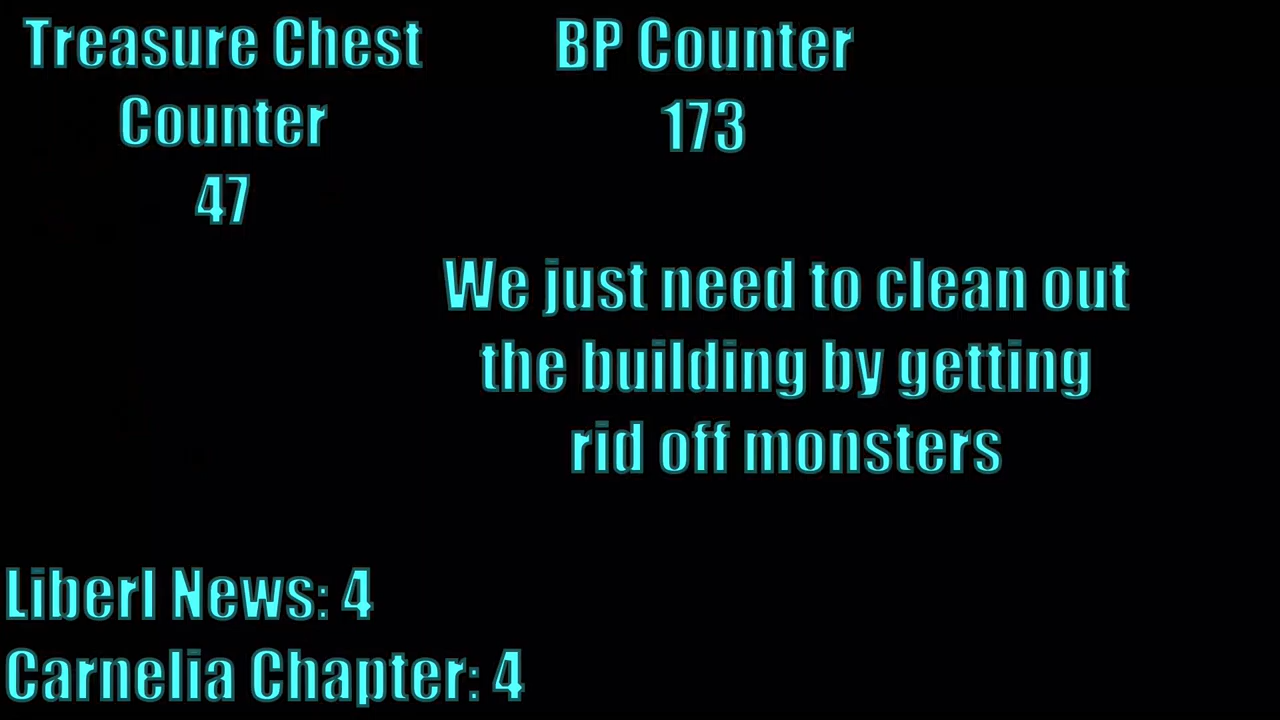 Treasure Chest
Counter
47
BP Counter
173
We just need to clean out
the building by getting
rid off monsters
Liberl News: 4
Carnelia Chapter: 4